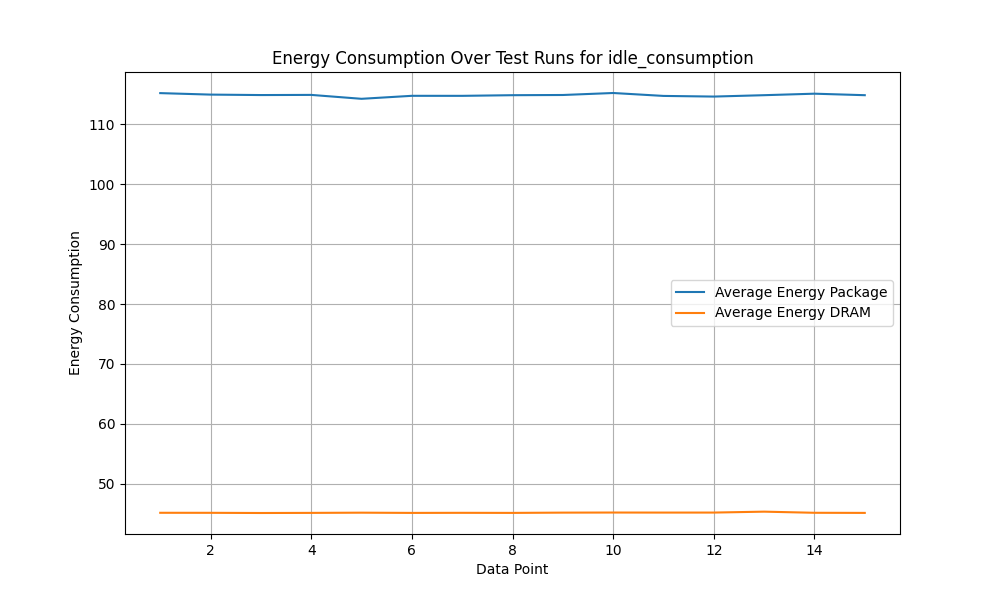 Energy Consumption Over Test Runs for idle_consumption
110
100
90
80
70
60
50
Energy Consumption
Average Energy Package
Average Energy DRAM
2 4 6 8 10 12 14
Data Point